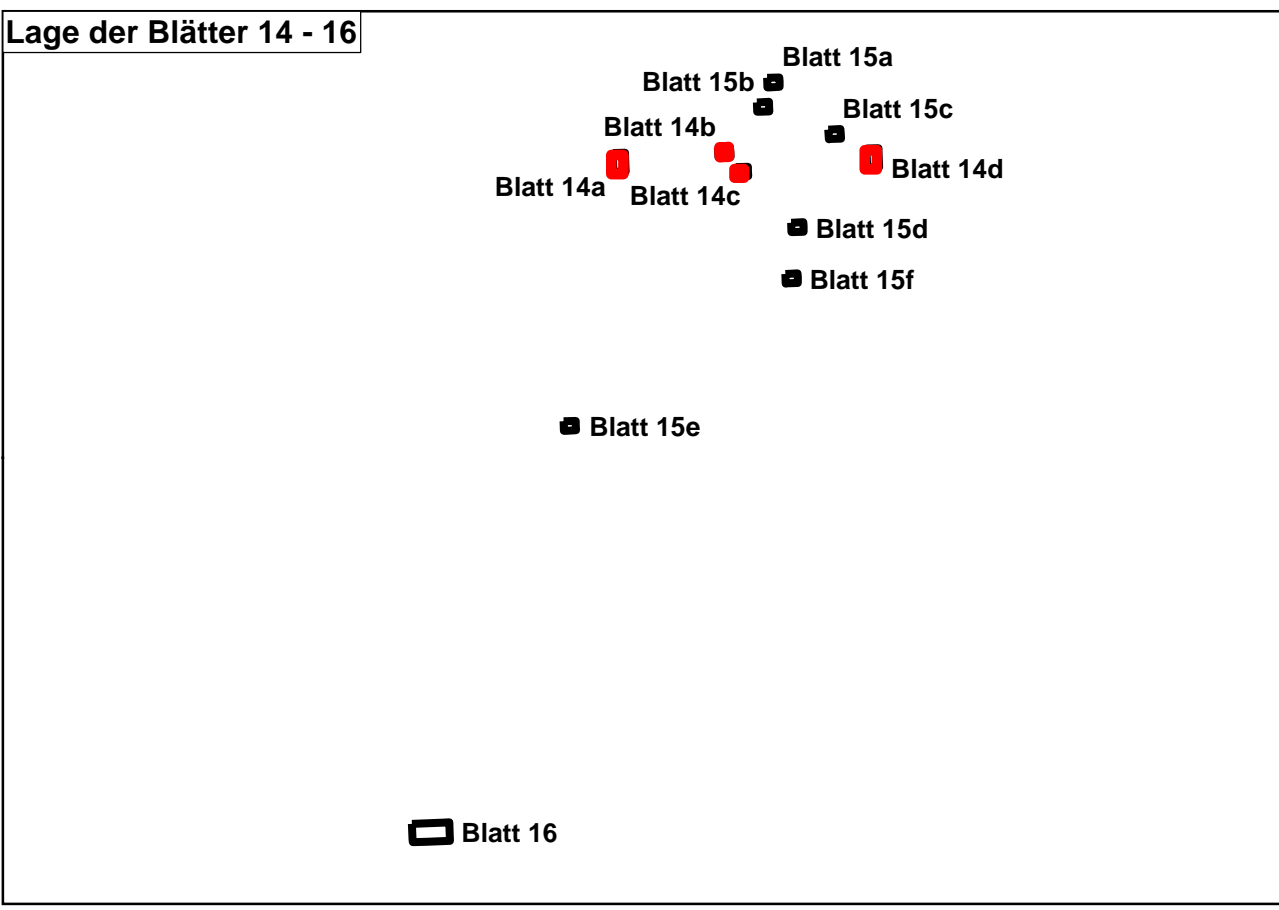 Lage der Blätter 14 - 16
Blatt 15a
Blatt 15b
Blatt 15c
Blatt 14b
Blatt 14d
Blatt 14a
Blatt 14c
Blatt 15d
Blatt 15f
Blatt 15e
Blatt 16